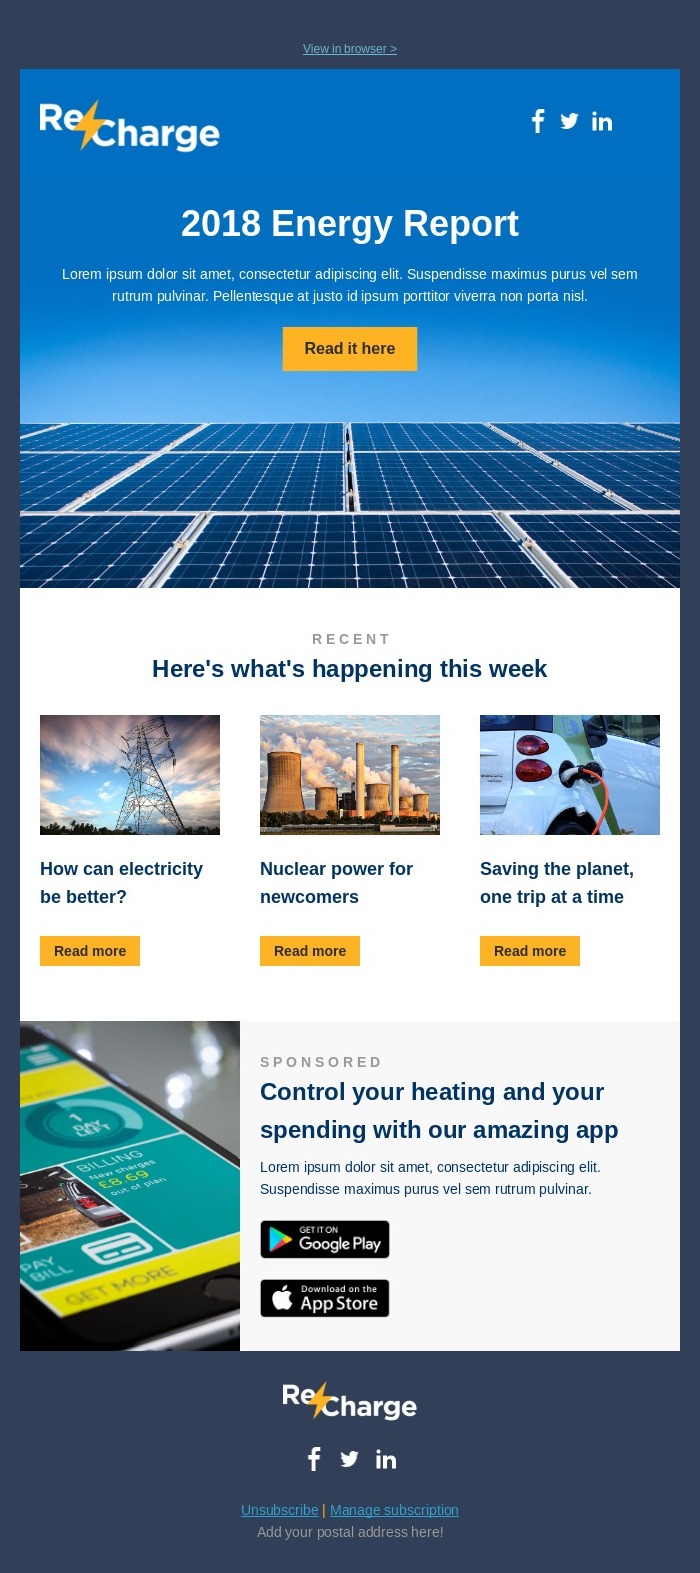 View in browser >
ReCharge
2018 Energy Report
Lorem ipsum dolor sit amet, consectetur adipiscing elit. Suspendisse maximus purus vel sem
rutrum pulvinar. Pellentesque at justo id ipsum porttitor viverra non porta nisl.
Read it here
RECENT
Here's what's happening this week
How can electricity
be better?
Read more
Nuclear power for
newcomers
Read more
Saving the planet,
one trip at a time
Read more
1
DAY
LEFT
BILLING
New charges
£8.69
out of plan
PAY
BILL
GET MORE
SPONSORED
Control your heating and your
spending with our amazing app
Lorem ipsum dolor sit amet, consectetur adipiscing elit.
Suspendisse maximus purus vel sem rutrum pulvinar.
GET IT ON
Google Play
Download on the
App Store
ReCharge
Unsubscribe | Manage subscription
Add your postal address here!